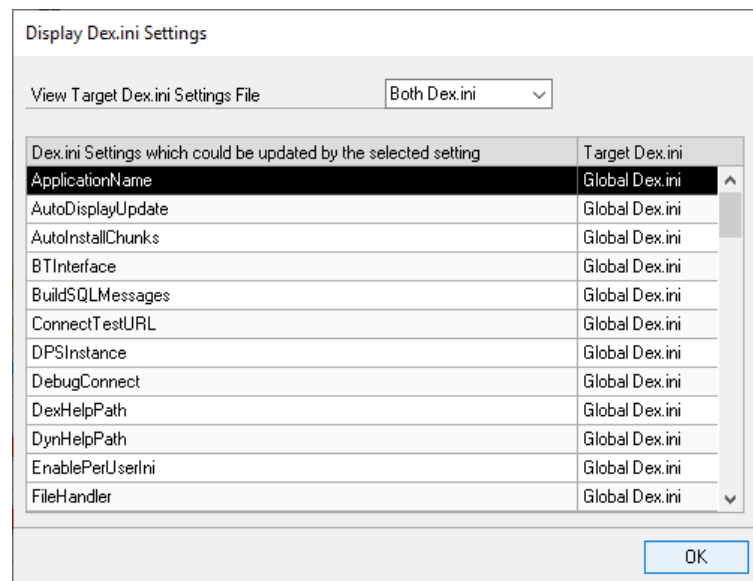 Display Dex.ini Settings
View Target Dex.ini Settings File Both Dex.ini
Dex.ini Settings which could be updated by the selected setting Target Dex.ini
ApplicationName Global Dex.ini
AutoDisplayUpdate Global Dex.ini
AutoInstallChunks Global Dex.ini
BTInterface Global Dex.ini
BuildSQLMessages Global Dex.ini
ConnectTestURL Global Dex.ini
DPSInstance Global Dex.ini
DebugConnect Global Dex.ini
DexHelpPath Global Dex.ini
DynHelpPath Global Dex.ini
EnablePerUserIni Global Dex.ini
FileHandler Global Dex.ini
OK